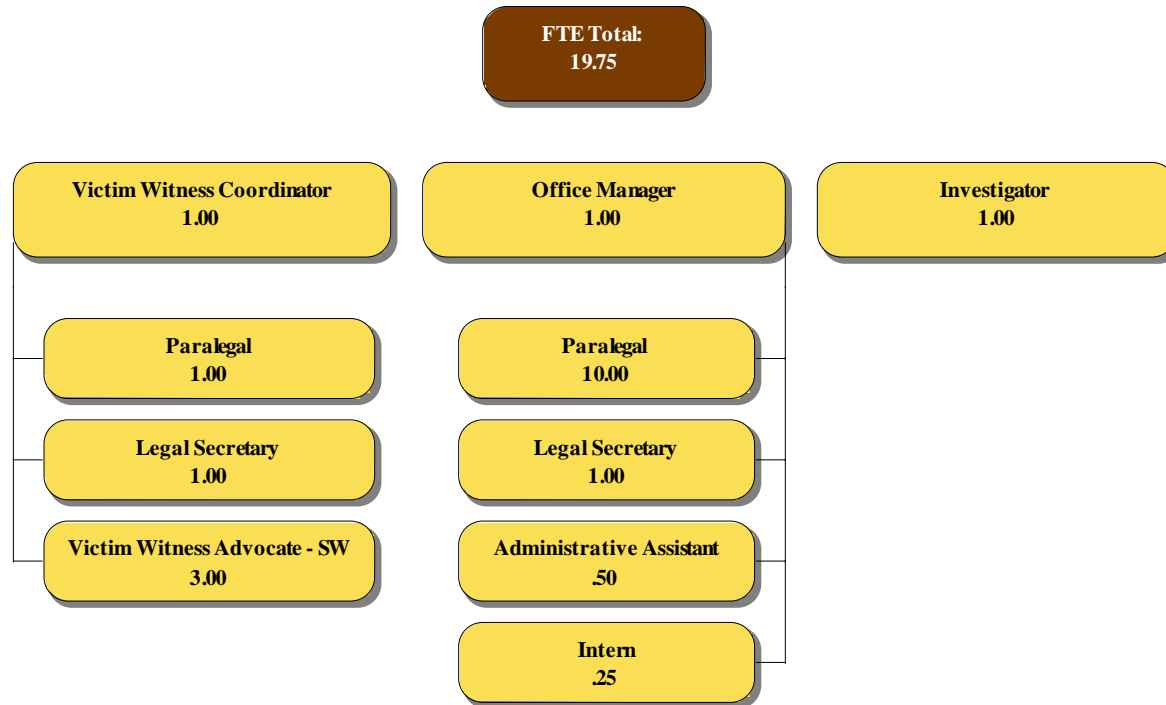 FTE Total:
19.75
Victim Witness Coordinator
1.00
Office Manager
1.00
Investigator
1.00
Paralegal
1.00
Legal Secretary
1.00
Victim Witness Advocate - SW
3.00
Paralegal
10.00
Legal Secretary
1.00
Administrative Assistant
.50
Intern
.25